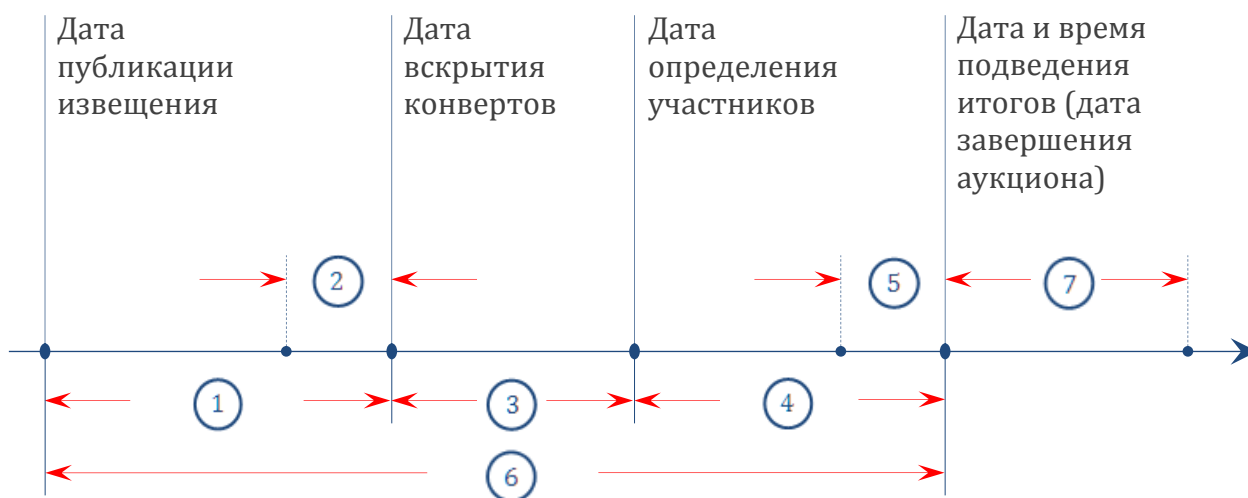 Дата
публикации
извещения
Дата
вскрытия
конвертов
Дата
определения
участников
Дата и время
подведения
итогов (дата
завершения
аукциона)
2
5
7
1
3
4
6